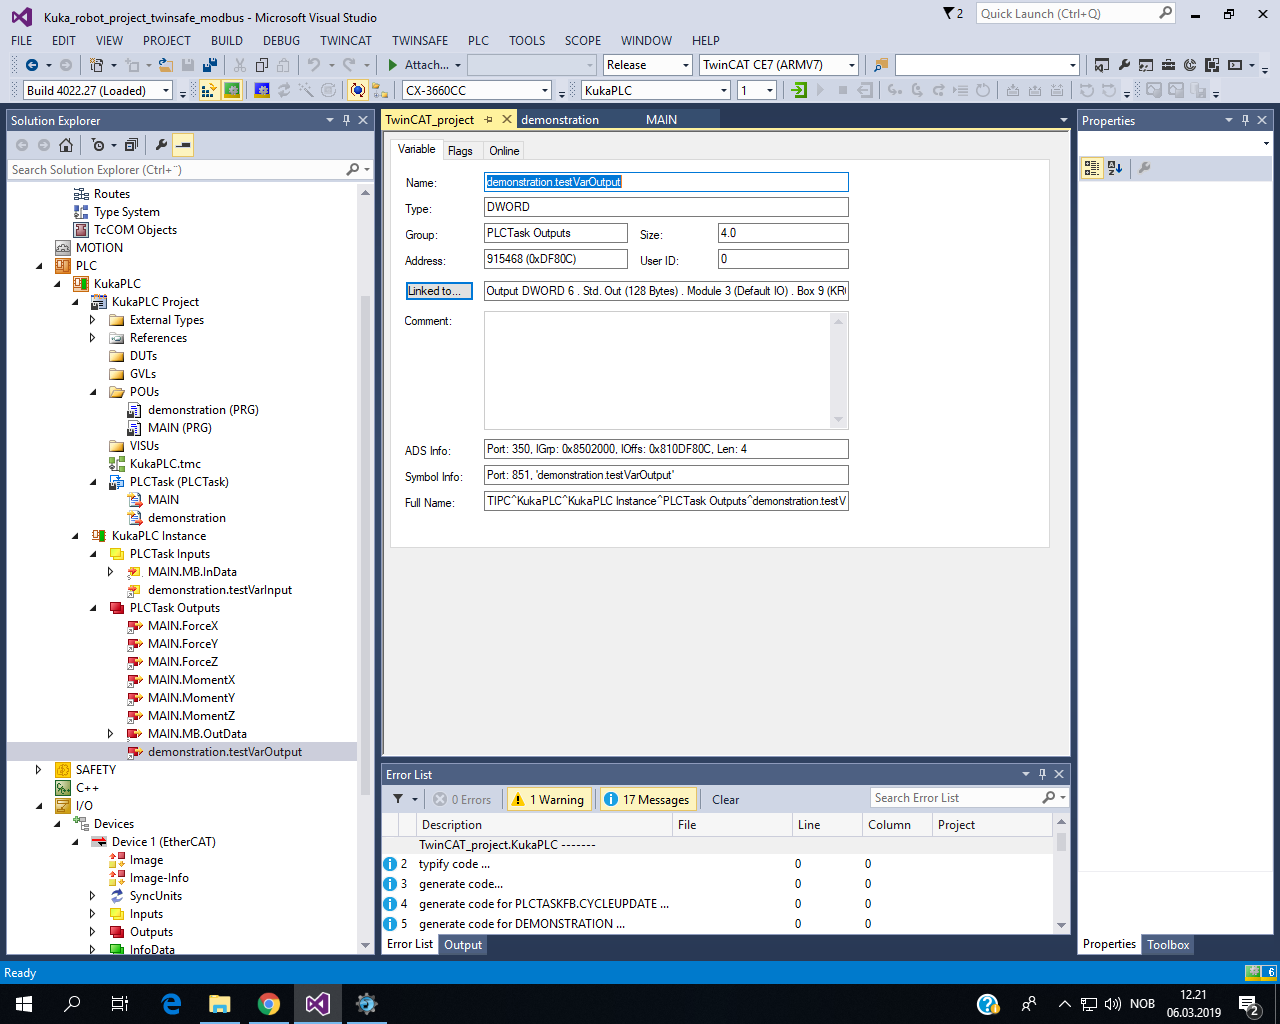 Kuka_robot_project_twinsafe_modbus - Microsoft Visual Studio
2
Quick Launch (Ctrl+Q)
FILE EDIT VIEW PROJECT BUILD DEBUG TWINCAT TWINSAFE PLC TOOLS SCOPE WINDOW HELP
Attach... Release TwinCAT CE7 (ARMV7)
Build 4022.27 (Loaded) CX-3660CC KukaPLC 1
Solution Explorer
Search Solution Explorer (Ctrl+¨)
Routes
Type System
TcCOM Objects
MOTION
PLC
KukaPLC
KukaPLC Project
External Types
References
DUTs
GVLs
POUs
demonstration (PRG)
MAIN (PRG)
VISUs
KukaPLC.tmc
PLCTask (PLCTask)
MAIN
demonstration
KukaPLC Instance
PLCTask Inputs
MAIN.MB.InData
demonstration.testVarInput
PLCTask Outputs
MAIN.ForceX
MAIN.ForceY
MAIN.ForceZ
MAIN.MomentX
MAIN.MomentY
MAIN.MomentZ
MAIN.MB.OutData
demonstration.testVarOutput
SAFETY
C++
I/O
Devices
Device 1 (EtherCAT)
Image
Image-Info
SyncUnits
Inputs
Outputs
InfoData
TwinCAT_project demonstration MAIN
Variable Flags Online
Name: demonstration.testVarOutput
Type: DWORD
Group: PLCTask Outputs Size: 4.0
Address: 915468 (0xDF80C) User ID: 0
Linked to... Output DWORD 6 . Std. Out (128 Bytes) . Module 3 (Default IO) . Box 9 (KR
Comment:
ADS Info: Port: 350, IGrp: 0x8502000, IOffs: 0x810DF80C, Len: 4
Symbol Info: Port: 851, 'demonstration.testVarOutput'
Full Name: TIPC^KukaPLC^KukaPLC Instance^PLCTask Outputs^demonstration.testV
Error List
0 Errors 1 Warning 17 Messages Clear Search Error List
Description File Line Column Project
TwinCAT_project.KukaPLC -------
2 typify code ... 0 0
3 generate code... 0 0
4 generate code for PLCTASKFB.CYCLEUPDATE ... 0 0
5 generate code for DEMONSTRATION ... 0 0
Error List Output
Properties
Properties Toolbox
Ready
6
NOB
12.21
06.03.2019
2